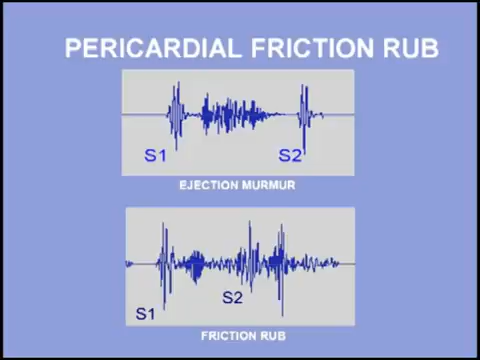 PERICARDIAL FRICTION RUB
S1 S2
EJECTION MURMUR
S1 S2
FRICTION RUB